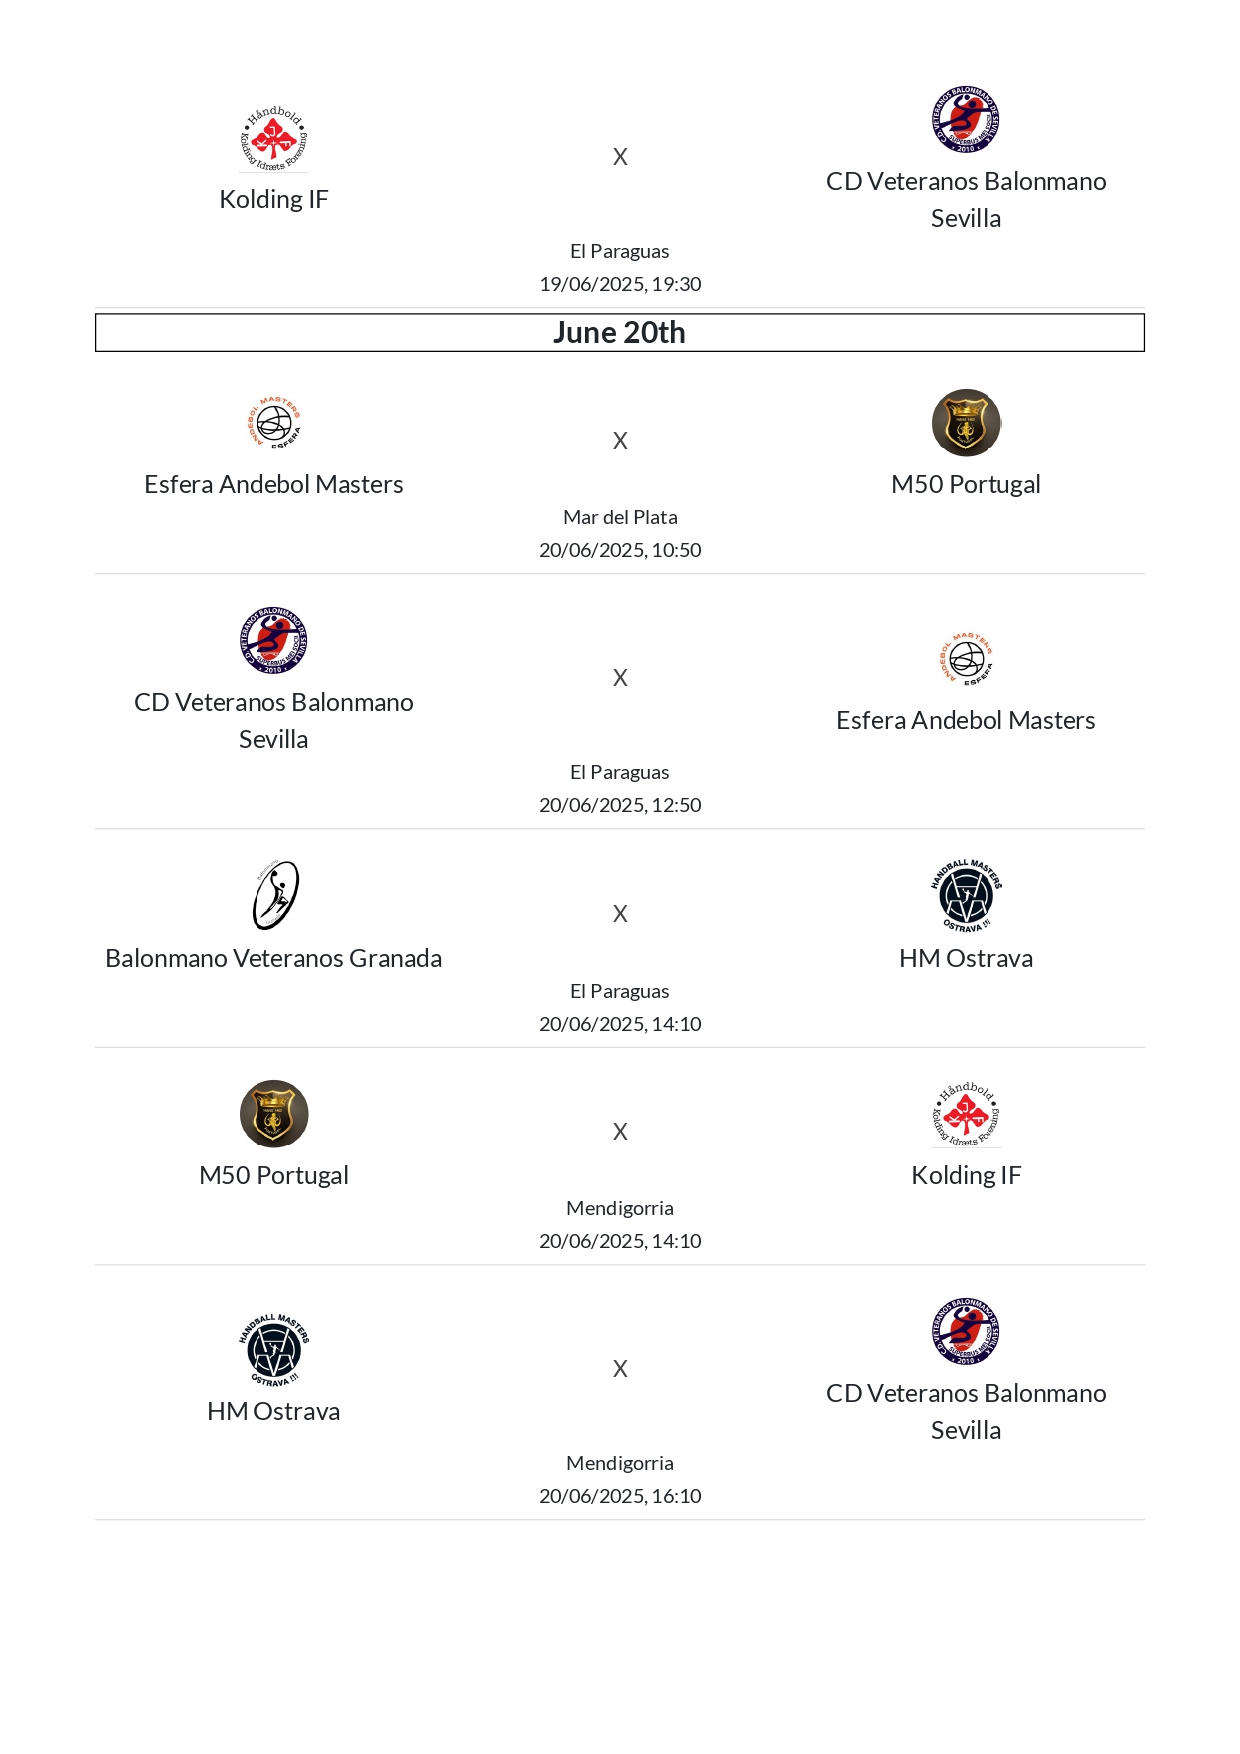 Håndbold
Kolding Idræts Forening
KIF
Kolding IF
X
CD VETERANOS BALONMANO DE SEVILLA
2010
CD Veteranos Balonmano
Sevilla
El Paraguas
19/06/2025, 19:30
June 20th
ANDEBOL MASTERS
ESFERA
Esfera Andebol Masters
X
M50 Portugal
Mar del Plata
20/06/2025, 10:50
CD VETERANOS BALONMANO DE SEVILLA
2010
CD Veteranos Balonmano
Sevilla
X
ANDEBOL MASTERS
ESFERA
Esfera Andebol Masters
El Paraguas
20/06/2025, 12:50
Balonmano Veteranos Granada
X
HANDBALL MASTERS
OSTRAVA !!!
HM Ostrava
El Paraguas
20/06/2025, 14:10
M50 Portugal
X
Håndbold
Kolding Idræts Forening
KIF
Kolding IF
Mendigorria
20/06/2025, 14:10
HANDBALL MASTERS
OSTRAVA !!!
HM Ostrava
X
CD VETERANOS BALONMANO DE SEVILLA
2010
CD Veteranos Balonmano
Sevilla
Mendigorria
20/06/2025, 16:10